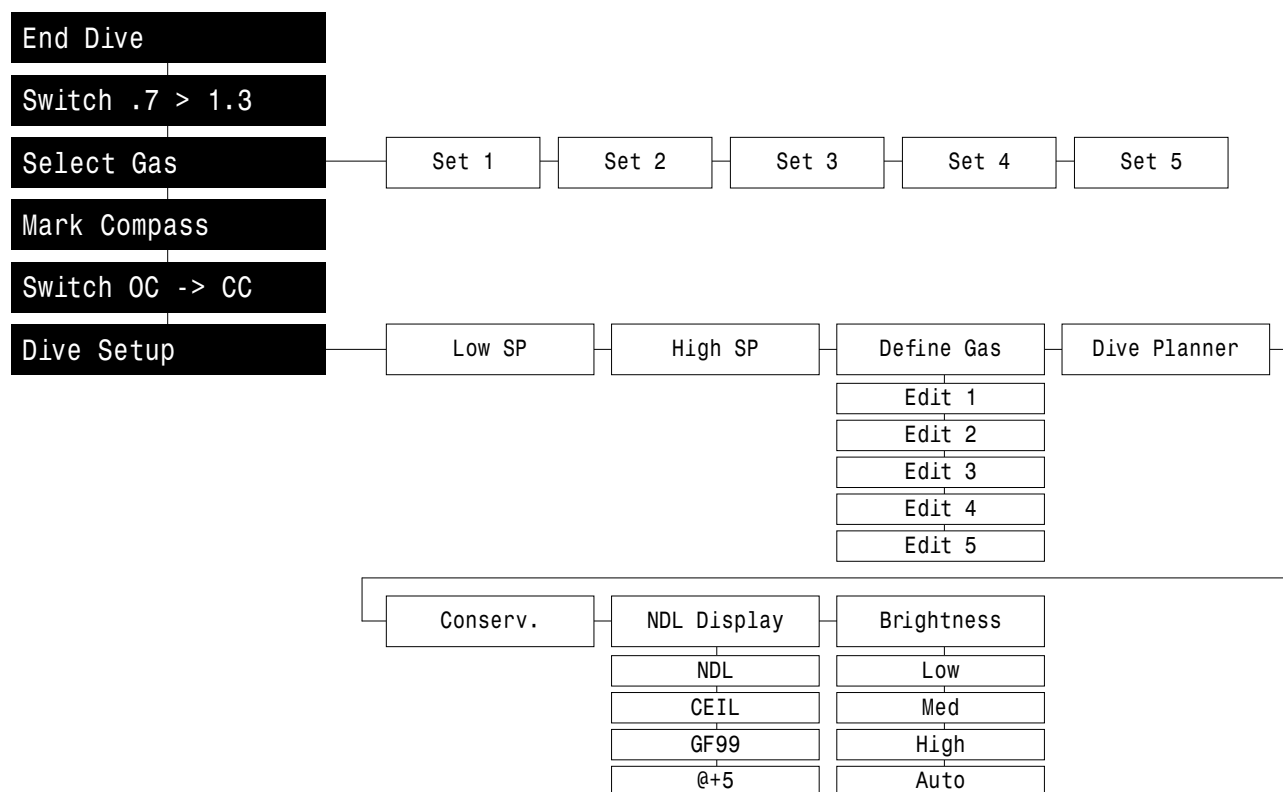 End Dive
Switch .7 > 1.3
Select Gas
Set 1
Set 2
Set 3
Set 4
Set 5
Mark Compass
Switch OC -> CC
Dive Setup
Low SP
High SP
Define Gas
Dive Planner
Edit 1
Edit 2
Edit 3
Edit 4
Edit 5
Conserv.
NDL Display
Brightness
NDL
Low
CEIL
Med
GF99
High
@+5
Auto